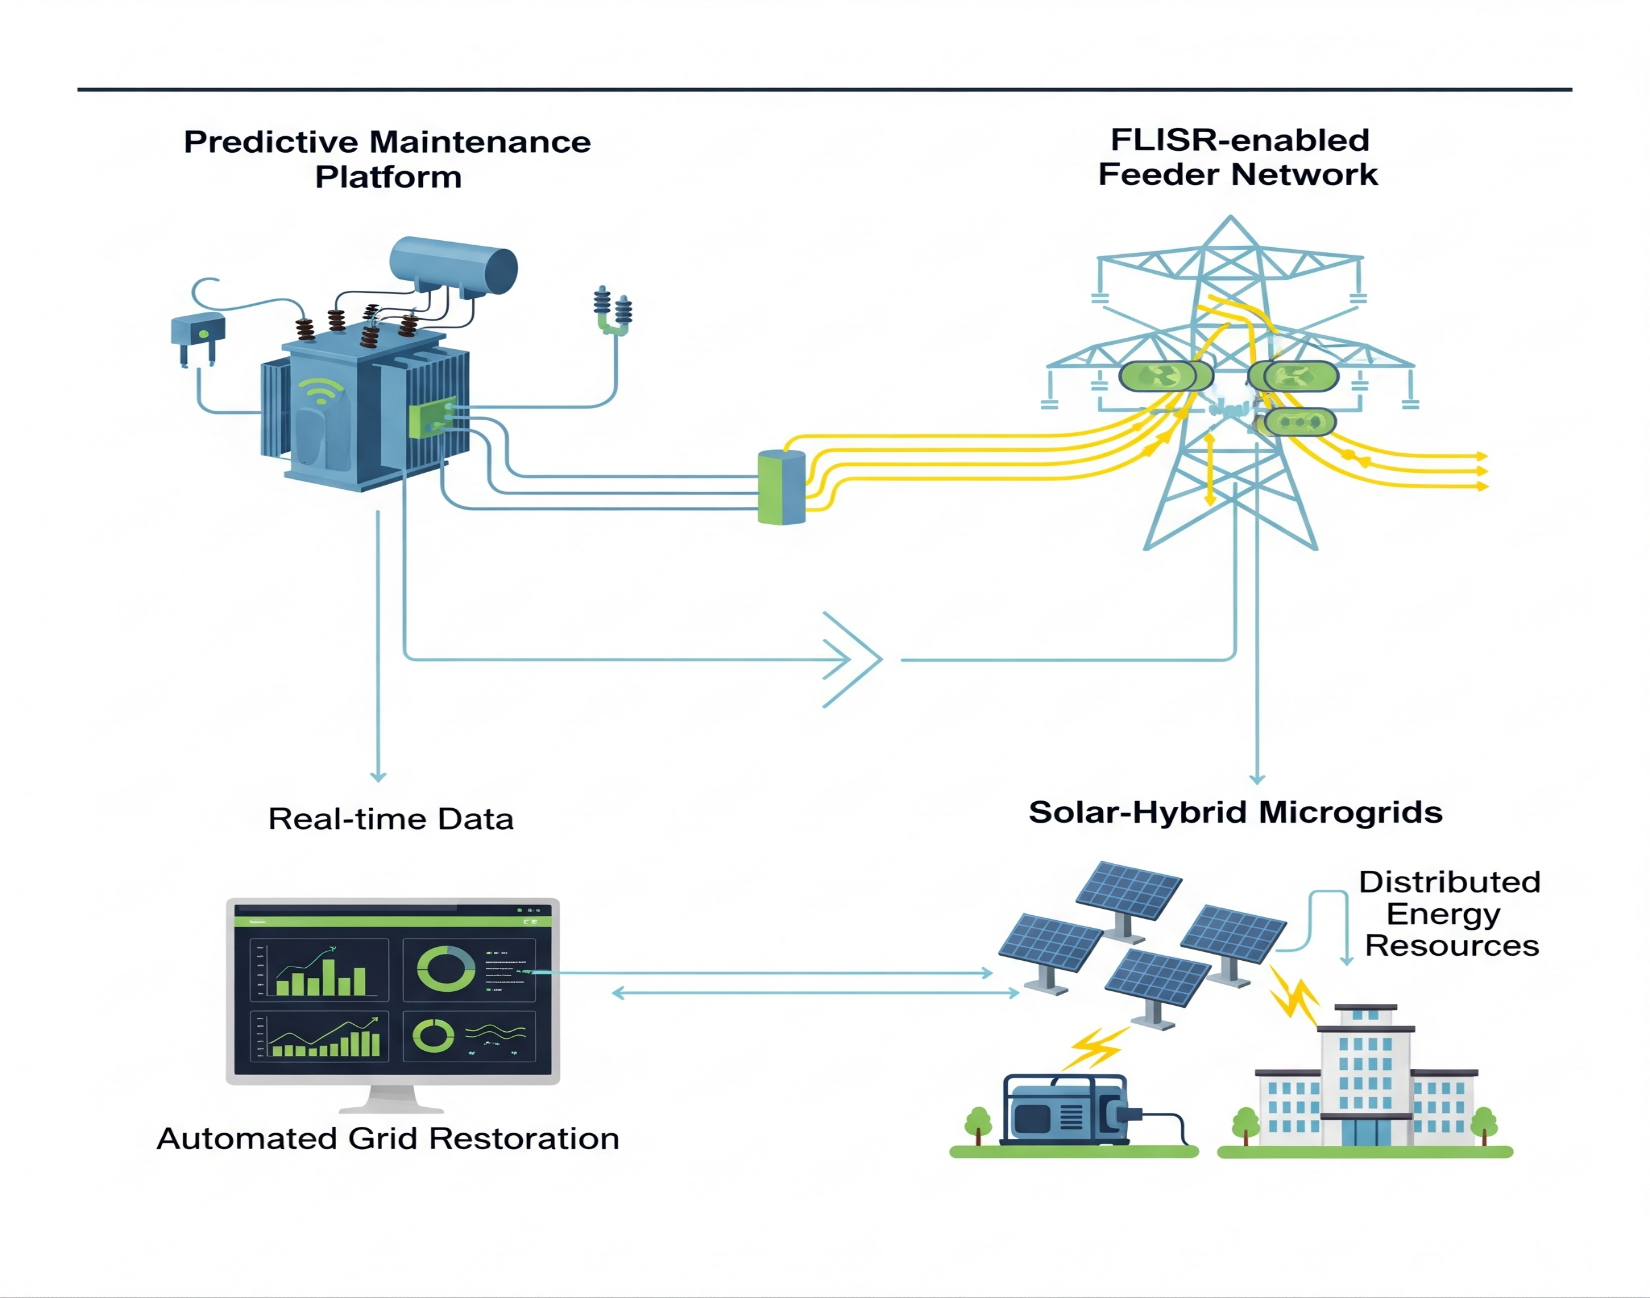 Predictive Maintenance
Platform
FLISR-enabled
Feeder Network
Real-time Data
Solar-Hybrid Microgrids
Distributed
Energy
Resources
Automated Grid Restoration